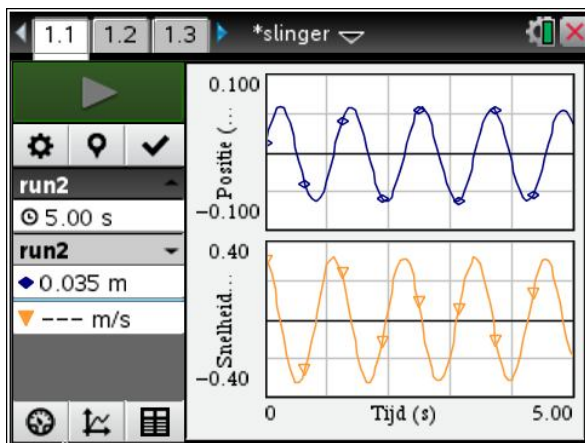 1.1 1.2 1.3 *slinger
run2
5.00 s
run2
0.035 m
--- m/s
0.100
Positie (...
-0.100
0.40
Snelheid...
-0.40
0 Tijd (s) 5.00